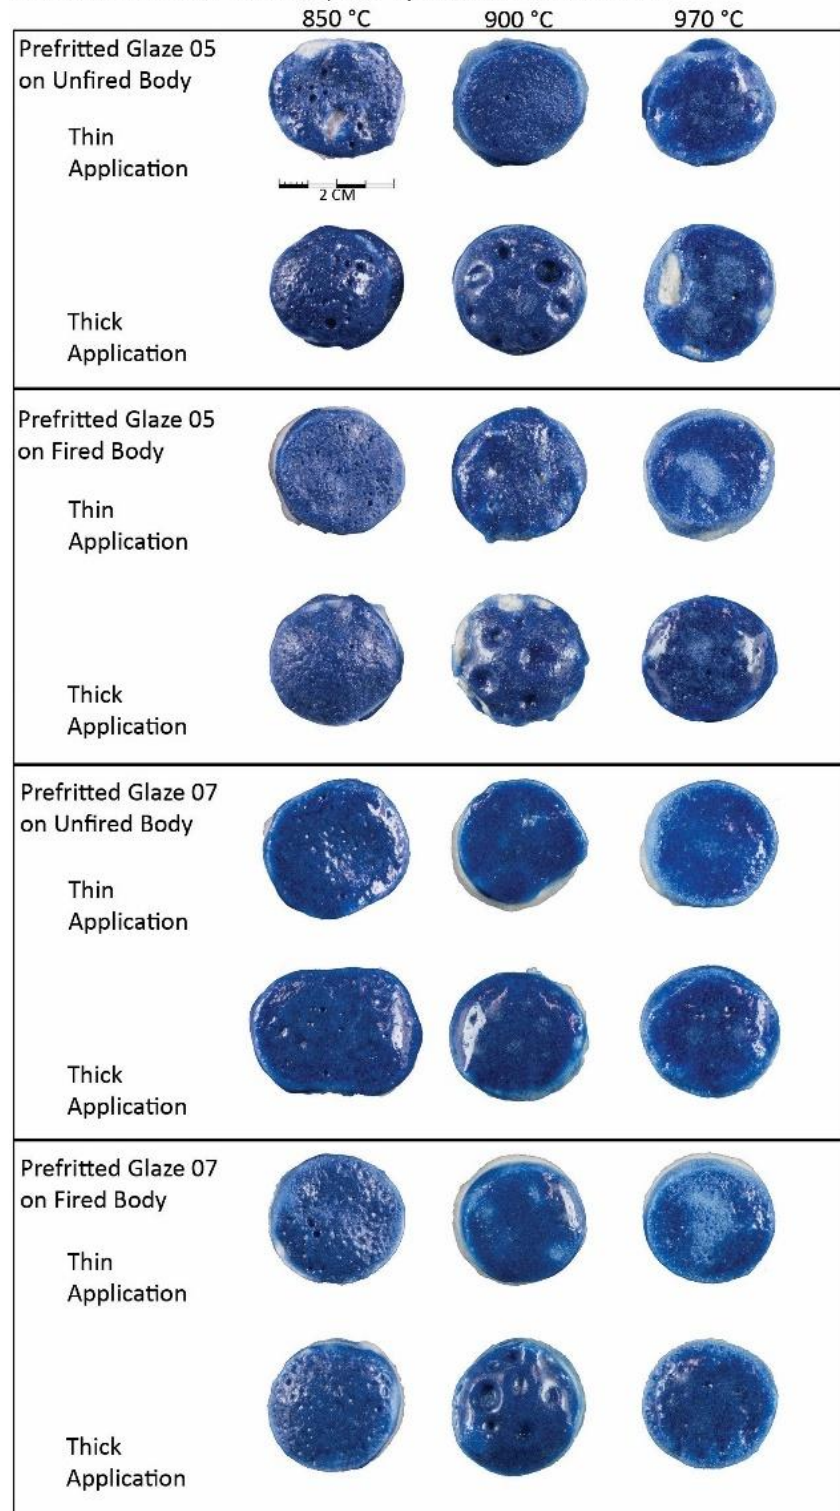 850 °C 900 °C 970 °C
Prefritted Glaze 05
on Unfired Body
Thin
Application
2 CM
Thick
Application
Prefritted Glaze 05
on Fired Body
Thin
Application
Thick
Application
Prefritted Glaze 07
on Unfired Body
Thin
Application
Thick
Application
Prefritted Glaze 07
on Fired Body
Thin
Application
Thick
Application